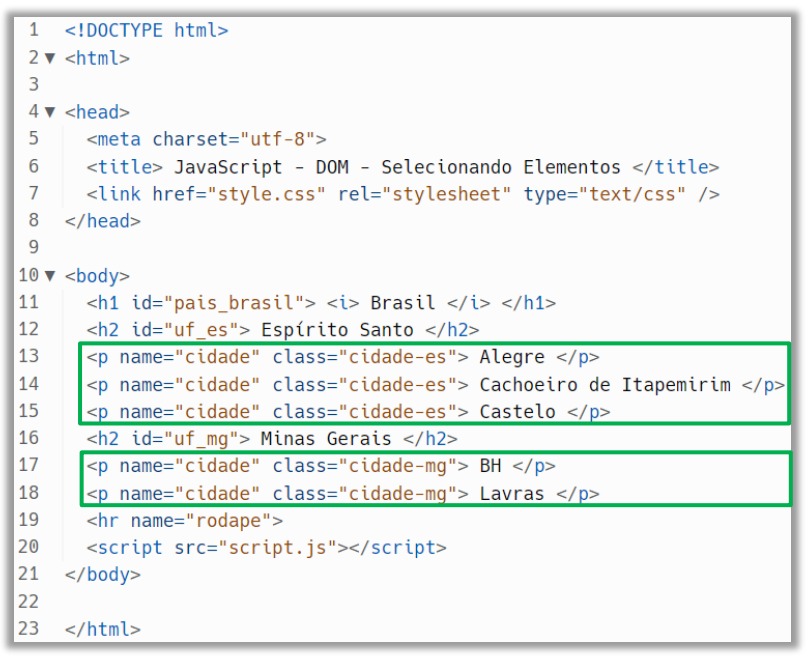 1 <!DOCTYPE html>
2 ▼ <html>
3
4 ▼ <head>
5 <meta charset="utf-8">
6 <title> JavaScript - DOM - Selecionando Elementos </title>
7 <link href="style.css" rel="stylesheet" type="text/css" />
8 </head>
9
10 ▼ <body>
11 <h1 id="pais_brasil"> <i> Brasil </i> </h1>
12 <h2 id="uf_es"> Espírito Santo </h2>
13 <p name="cidade" class="cidade-es"> Alegre </p>
14 <p name="cidade" class="cidade-es"> Cachoeiro de Itapemirim </p>
15 <p name="cidade" class="cidade-es"> Castelo </p>
16 <h2 id="uf_mg"> Minas Gerais </h2>
17 <p name="cidade" class="cidade-mg"> BH </p>
18 <p name="cidade" class="cidade-mg"> Lavras </p>
19 <hr name="rodape">
20 <script src="script.js"></script>
21 </body>
22
23 </html>